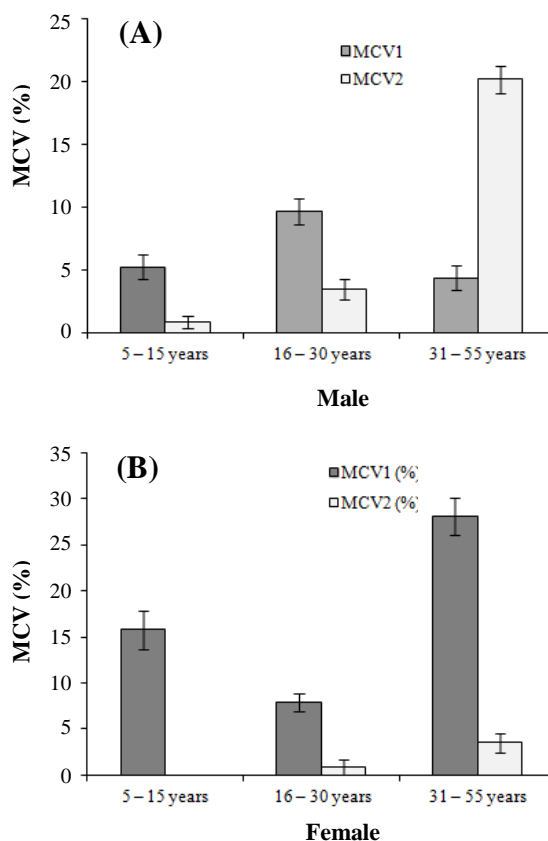 (A)
MCV1
MCV2
MCV (%)
25
20
15
10
5
0
5 – 15 years 16 – 30 years 31 – 55 years
Male
(B)
MCV1 (%)
MCV2 (%)
MCV (%)
35
30
25
20
15
10
5
0
5 – 15 years 16 – 30 years 31 – 55 years
Female